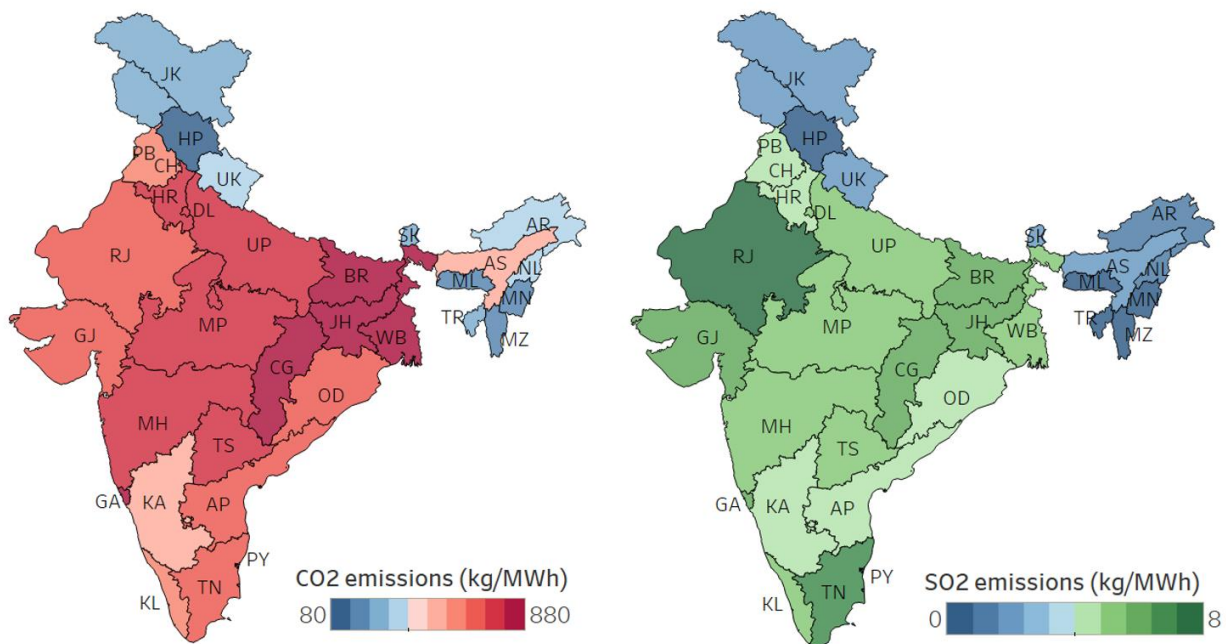 JK
HP
PB
CH
UK
HR
DL
RJ
UP
SK
AR
AS
NL
BR
ML
MN
TR
MZ
GJ
MP
JH
WB
CG
OD
MH
TS
GA
KA
AP
PY
KL
TN
CO2 emissions (kg/MWh)
80 880
JK
HP
PB
CH
UK
HR
DL
RJ
UP
SK
AR
AS
NL
BR
ML
MN
TR
MZ
GJ
MP
JH
WB
CG
OD
MH
TS
GA
KA
AP
PY
KL
TN
SO2 emissions (kg/MWh)
0 8